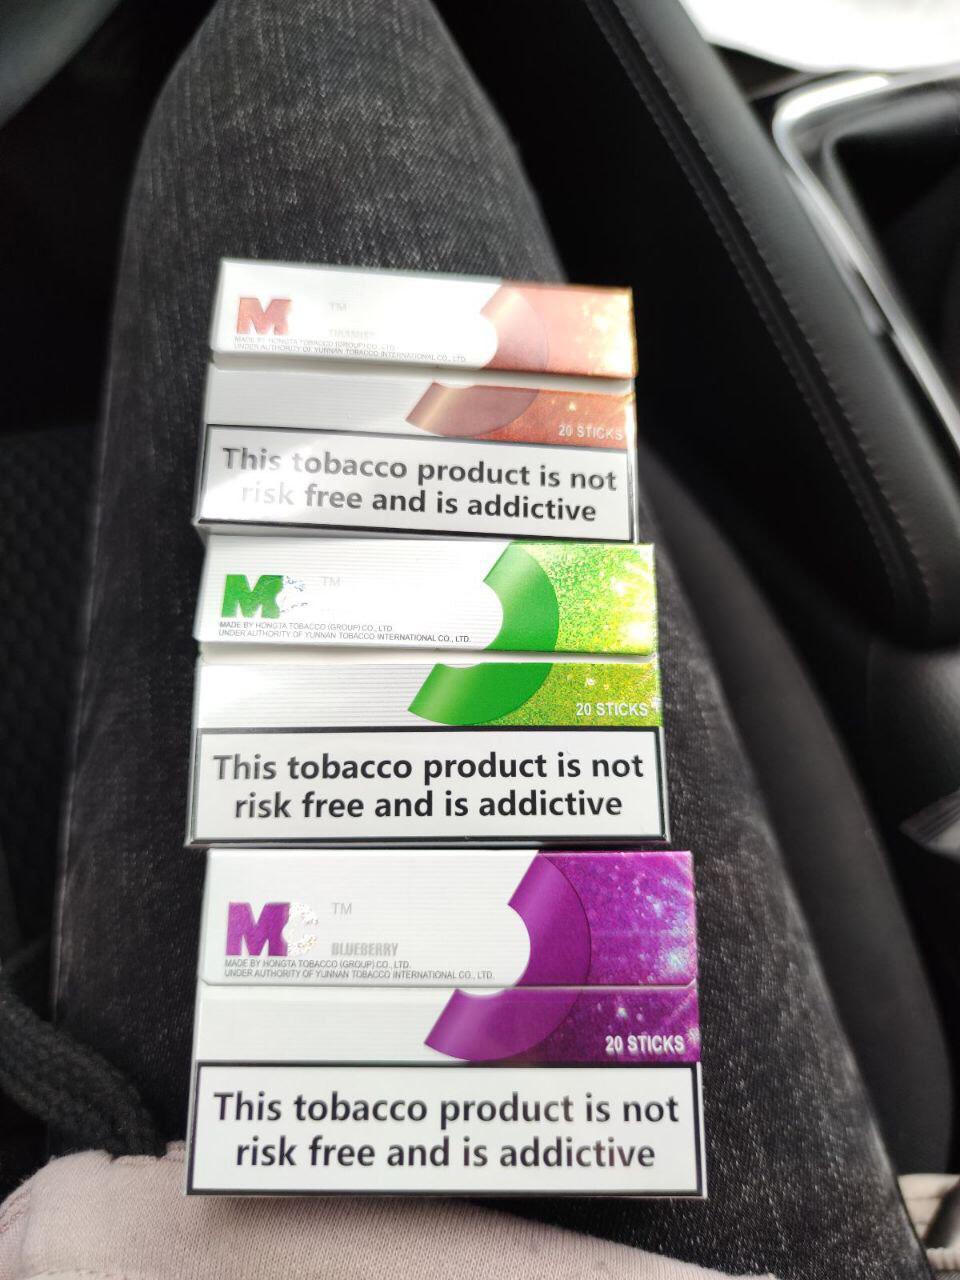 MC ™
TIRAMISU
MADE BY HONGTA TOBACCO (GROUP) CO., LTD.
UNDER AUTHORITY OF YUNNAN TOBACCO INTERNATIONAL CO., LTD.
20 STICKS
This tobacco product is not
risk free and is addictive
MC ™
MADE BY HONGTA TOBACCO (GROUP) CO., LTD.
UNDER AUTHORITY OF YUNNAN TOBACCO INTERNATIONAL CO., LTD.
20 STICKS
This tobacco product is not
risk free and is addictive
MC ™
BLUEBERRY
MADE BY HONGTA TOBACCO (GROUP) CO., LTD.
UNDER AUTHORITY OF YUNNAN TOBACCO INTERNATIONAL CO., LTD.
20 STICKS
This tobacco product is not
risk free and is addictive